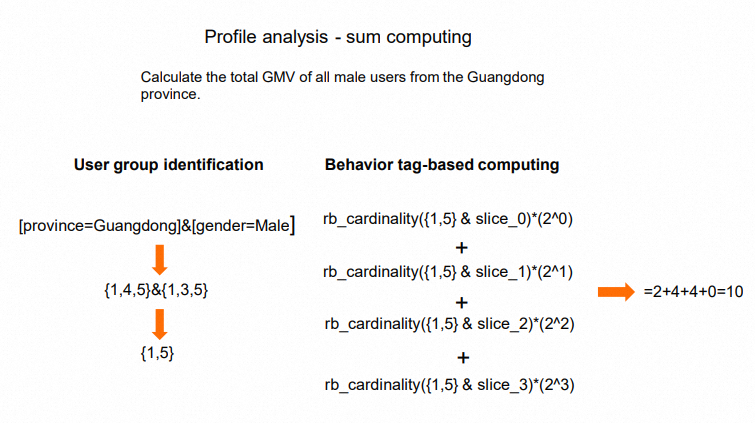 Profile analysis - sum computing
Calculate the total GMV of all male users from the Guangdong
province.
User group identification
Behavior tag-based computing
[province=Guangdong]&[gender=Male]
{1,4,5}&{1,3,5}
{1,5}
rb_cardinality({1,5} & slice_0)*(2^0)
+
rb_cardinality({1,5} & slice_1)*(2^1)
+
rb_cardinality({1,5} & slice_2)*(2^2)
+
rb_cardinality({1,5} & slice_3)*(2^3)
=2+4+4+0=10